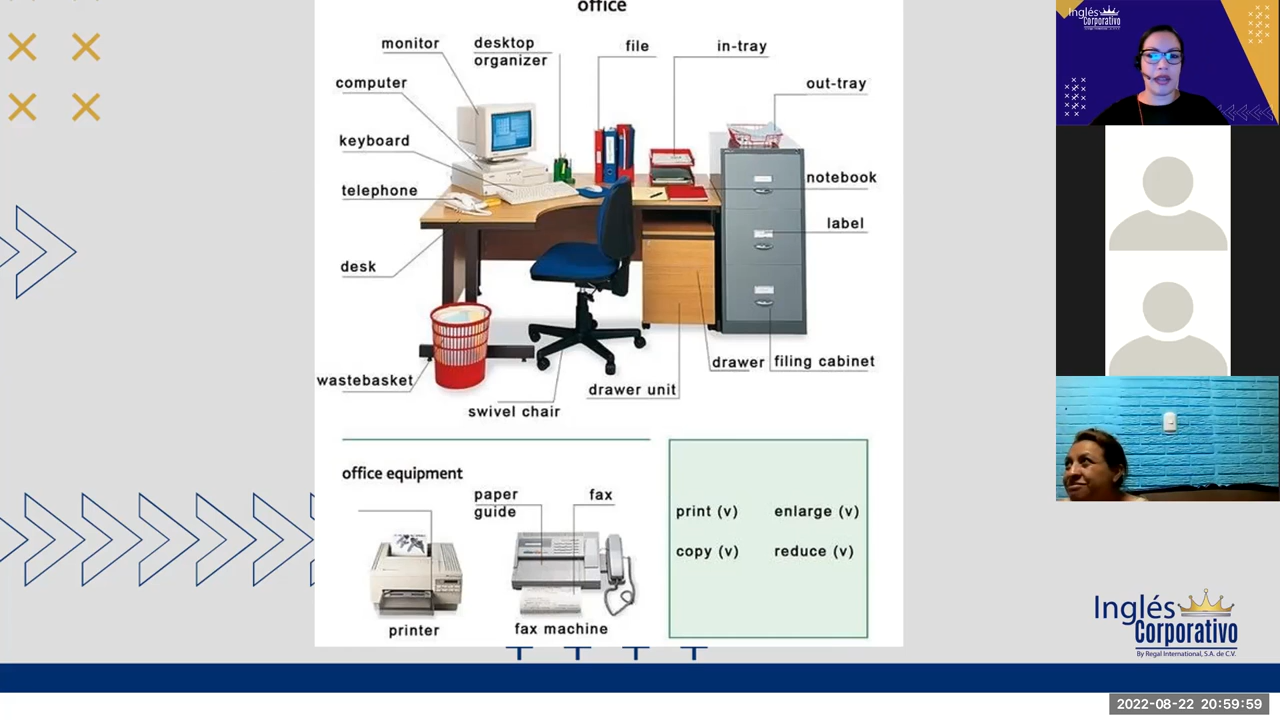 office
monitor
desktop
organizer
file
in-tray
computer
out-tray
keyboard
notebook
telephone
label
desk
drawer
filing cabinet
wastebasket
drawer unit
swivel chair
office equipment
paper
guide
fax
print (v)
enlarge (v)
copy (v)
reduce (v)
printer
fax machine
Inglés
Corporativo
Inglés
Corporativo
By Regal International, S.A. de C.V.
2022-08-22 20:59:59